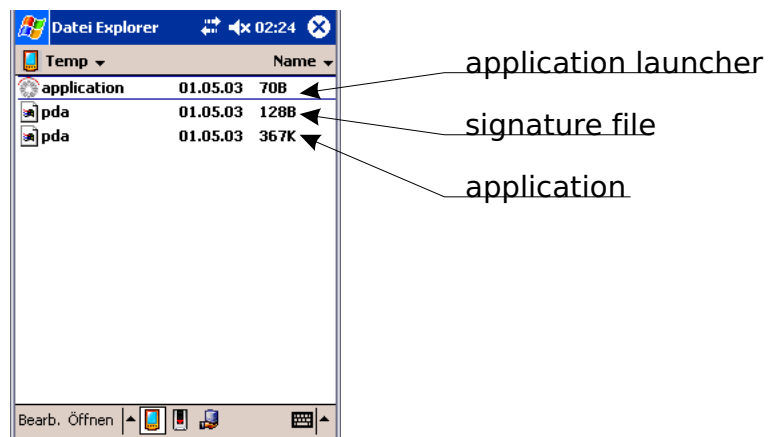 Datei Explorer 02:24
Temp Name
application 01.05.03 70B
pda 01.05.03 128B
pda 01.05.03 367K
Bearb. Öffnen
application launcher
signature file
application